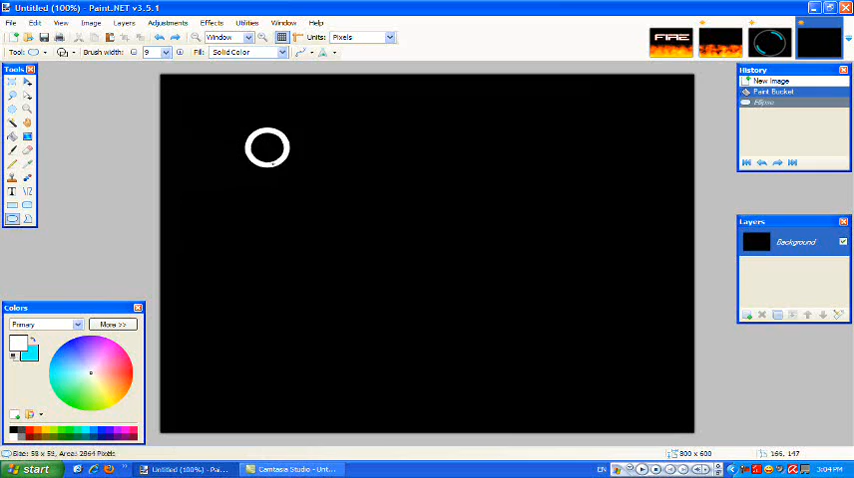 Untitled (100%) - Paint.NET v3.5.1
File Edit View Image Layers Adjustments Effects Utilities Window Help
Window Units: Pixels
Tool: Brush width: 9 Fill: Solid Color
FIRE
Tools
History
New Image
Paint Bucket
Ellipse
Layers
Background
Colors
Primary More >>
Size: 58 x 59, Area: 2864 Pixels
800 x 600
166, 147
start
Untitled (100%) - Pai...
Camtasia Studio - Unt...
EN
3:04 PM